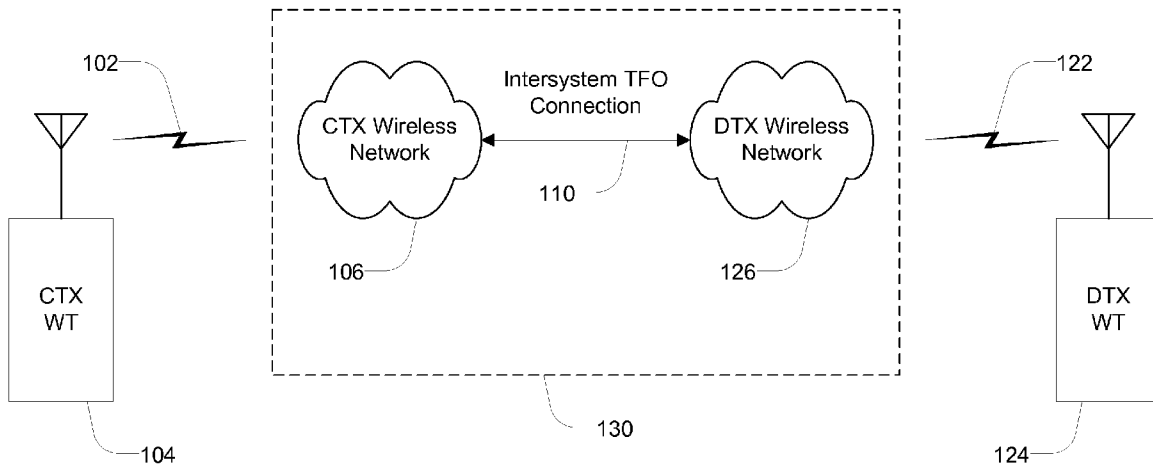 102
122
Intersystem TFO
Connection
CTX Wireless
Network
DTX Wireless
Network
110
106
126
CTX
WT
DTX
WT
130
104
124